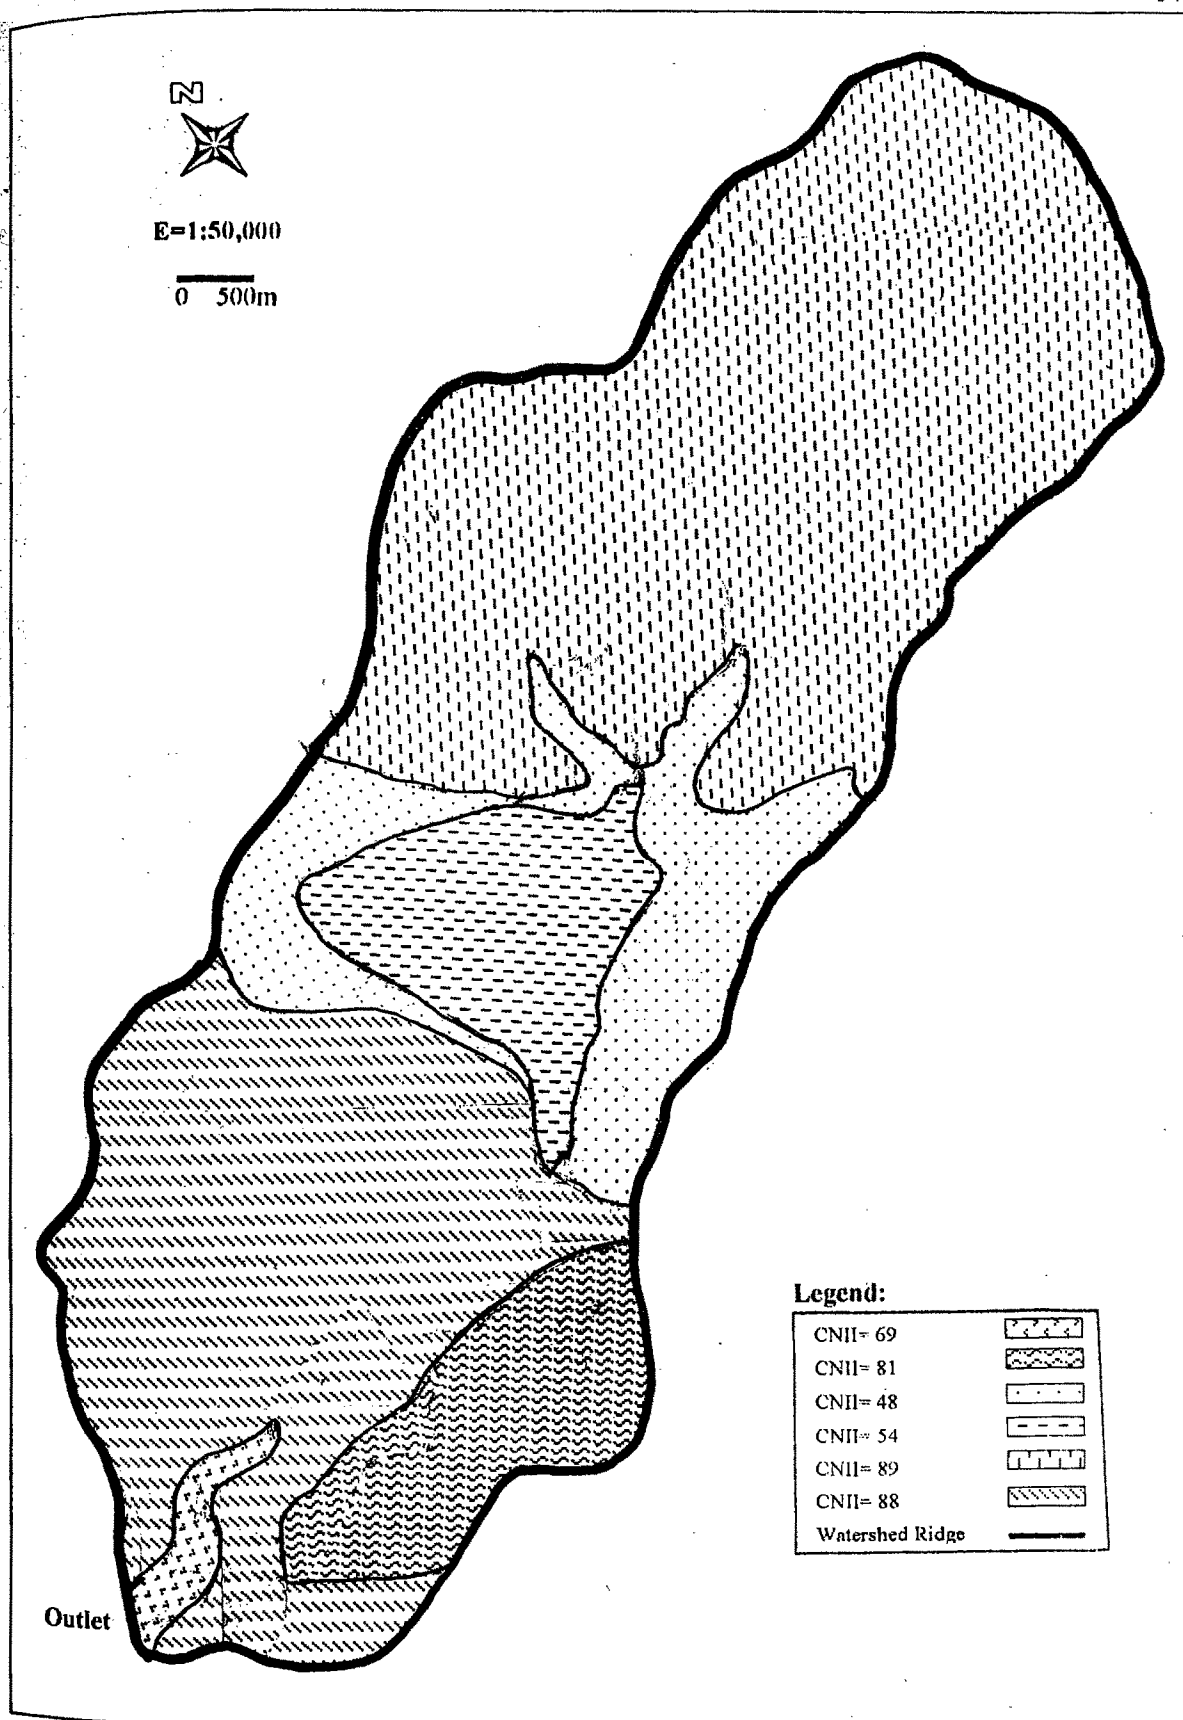 N
E=1:50,000
0 500m
Legend:
CNII= 69
CNII= 81
CNII= 48
CNII= 54
CNII= 89
CNII= 88
Watershed Ridge
Outlet